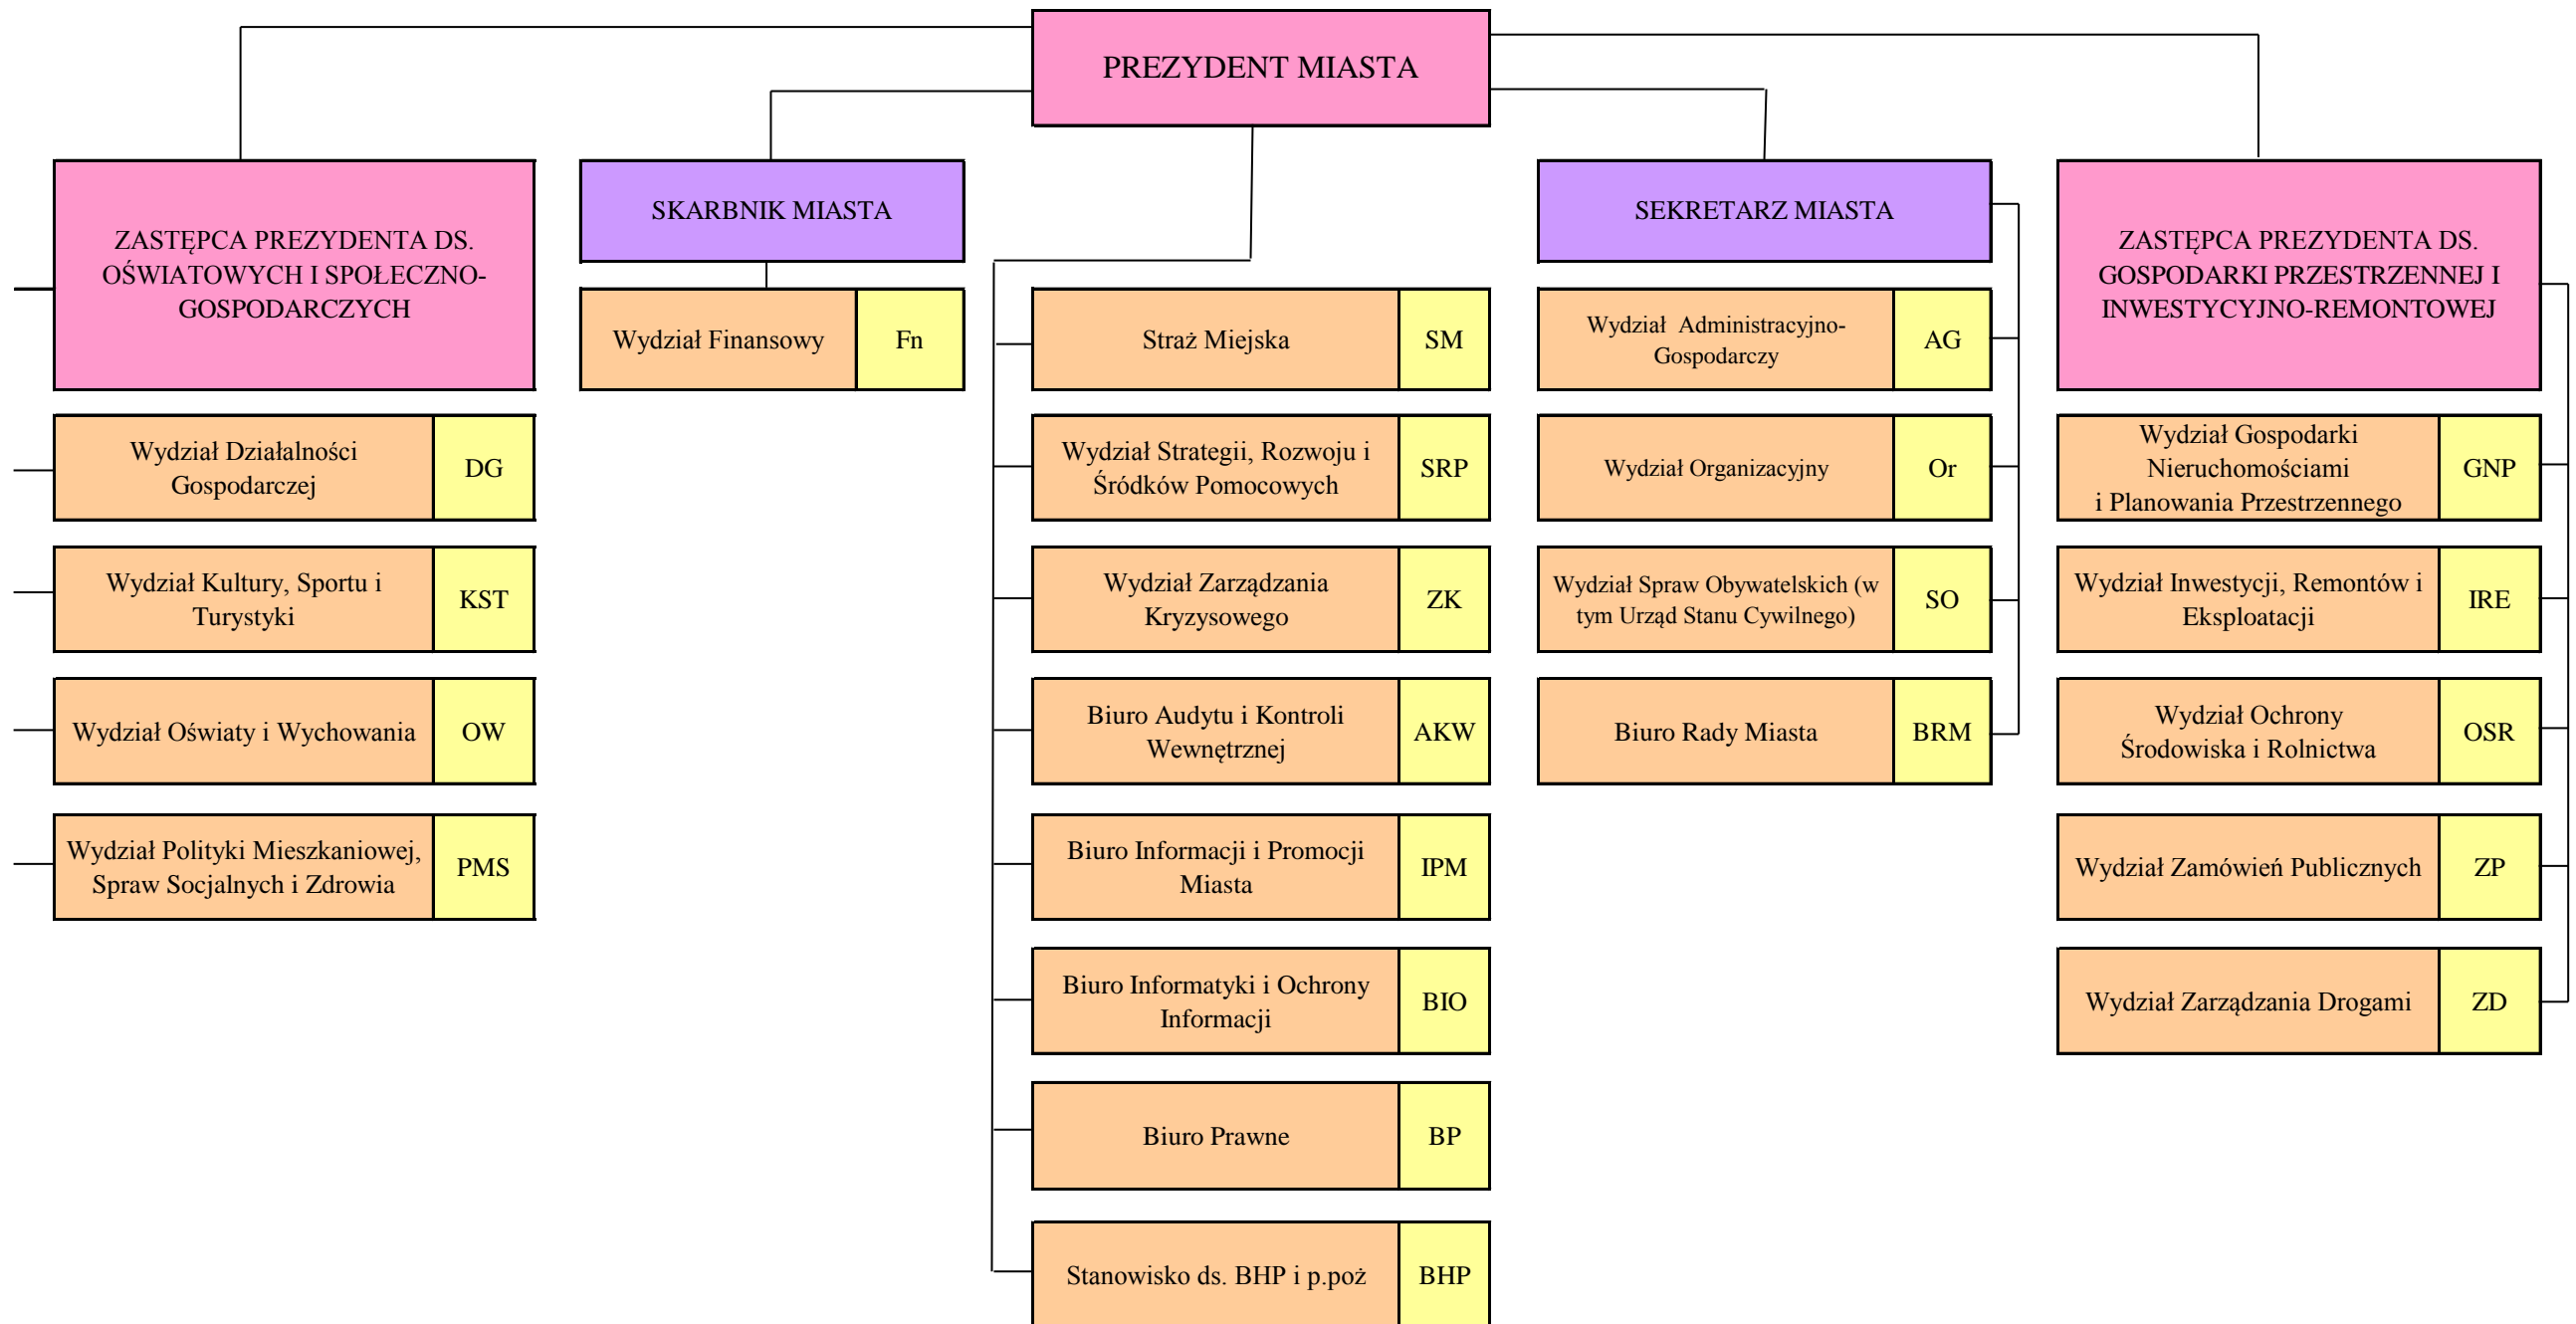 PREZYDENT MIASTA
ZASTĘPCA PREZYDENTA DS.
OŚWIATOWYCH I SPOŁECZNO-
GOSPODARCZYCH
Wydział Działalności
Gospodarczej
DG
Wydział Kultury, Sportu i
Turystyki
KST
Wydział Oświaty i Wychowania
OW
Wydział Polityki Mieszkaniowej,
Spraw Socjalnych i Zdrowia
PMS
SKARBNIK MIASTA
Wydział Finansowy
Fn
Straż Miejska
SM
Wydział Strategii, Rozwoju i
Śródków Pomocowych
SRP
Wydział Zarządzania
Kryzysowego
ZK
Biuro Audytu i Kontroli
Wewnętrznej
AKW
Biuro Informacji i Promocji
Miasta
IPM
Biuro Informatyki i Ochrony
Informacji
BIO
Biuro Prawne
BP
Stanowisko ds. BHP i p.poż
BHP
SEKRETARZ MIASTA
Wydział Administracyjno-
Gospodarczy
AG
Wydział Organizacyjny
Or
Wydział Spraw Obywatelskich (w
tym Urząd Stanu Cywilnego)
SO
Biuro Rady Miasta
BRM
ZASTĘPCA PREZYDENTA DS.
GOSPODARKI PRZESTRZENNEJ I
INWESTYCYJNO-REMONTOWEJ
Wydział Gospodarki
Nieruchomościami
i Planowania Przestrzennego
GNP
Wydział Inwestycji, Remontów i
Eksploatacji
IRE
Wydział Ochrony
Środowiska i Rolnictwa
OSR
Wydział Zamówień Publicznych
ZP
Wydział Zarządzania Drogami
ZD